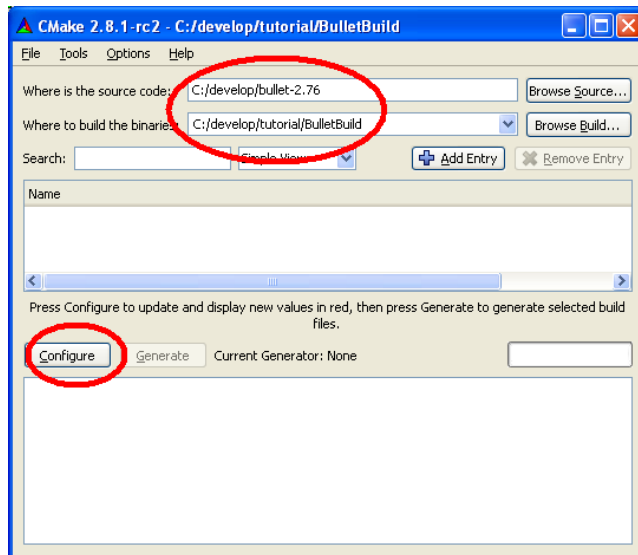 CMake 2.8.1-rc2 - C:/develop/tutorial/BulletBuild
File Tools Options Help
Where is the source code: C:/develop/bullet-2.76 Browse Source...
Where to build the binaries: C:/develop/tutorial/BulletBuild Browse Build...
Search: Simple View Add Entry Remove Entry
Name
Press Configure to update and display new values in red, then press Generate to generate selected build
files.
Configure Generate Current Generator: None